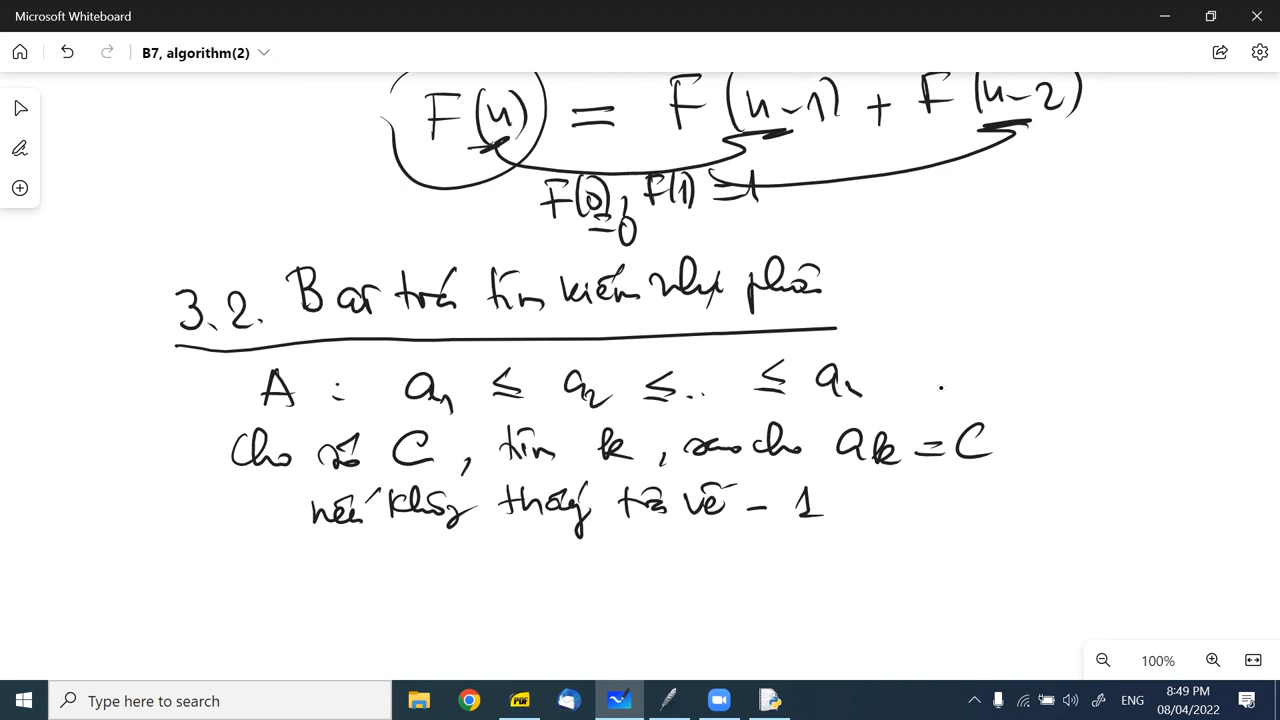 Microsoft Whiteboard
B7, algorithm(2)
F(n) = F(n-1) + F(n-2)
F(0), F(1) = 1
0
3.2. Bài toán tìm kiếm nhị phân
A : a₁ ≤ a₂ ≤ .. ≤ aₙ
Cho số C, tìm k, sao cho aₖ = C
nếu không thấy trả về - 1
100%
Type here to search
ENG
8:49 PM
08/04/2022